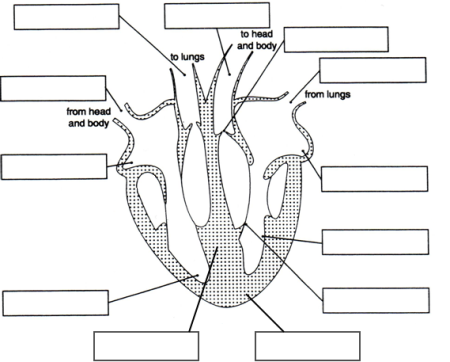 to head
and body
to lungs
from lungs
from head
and body